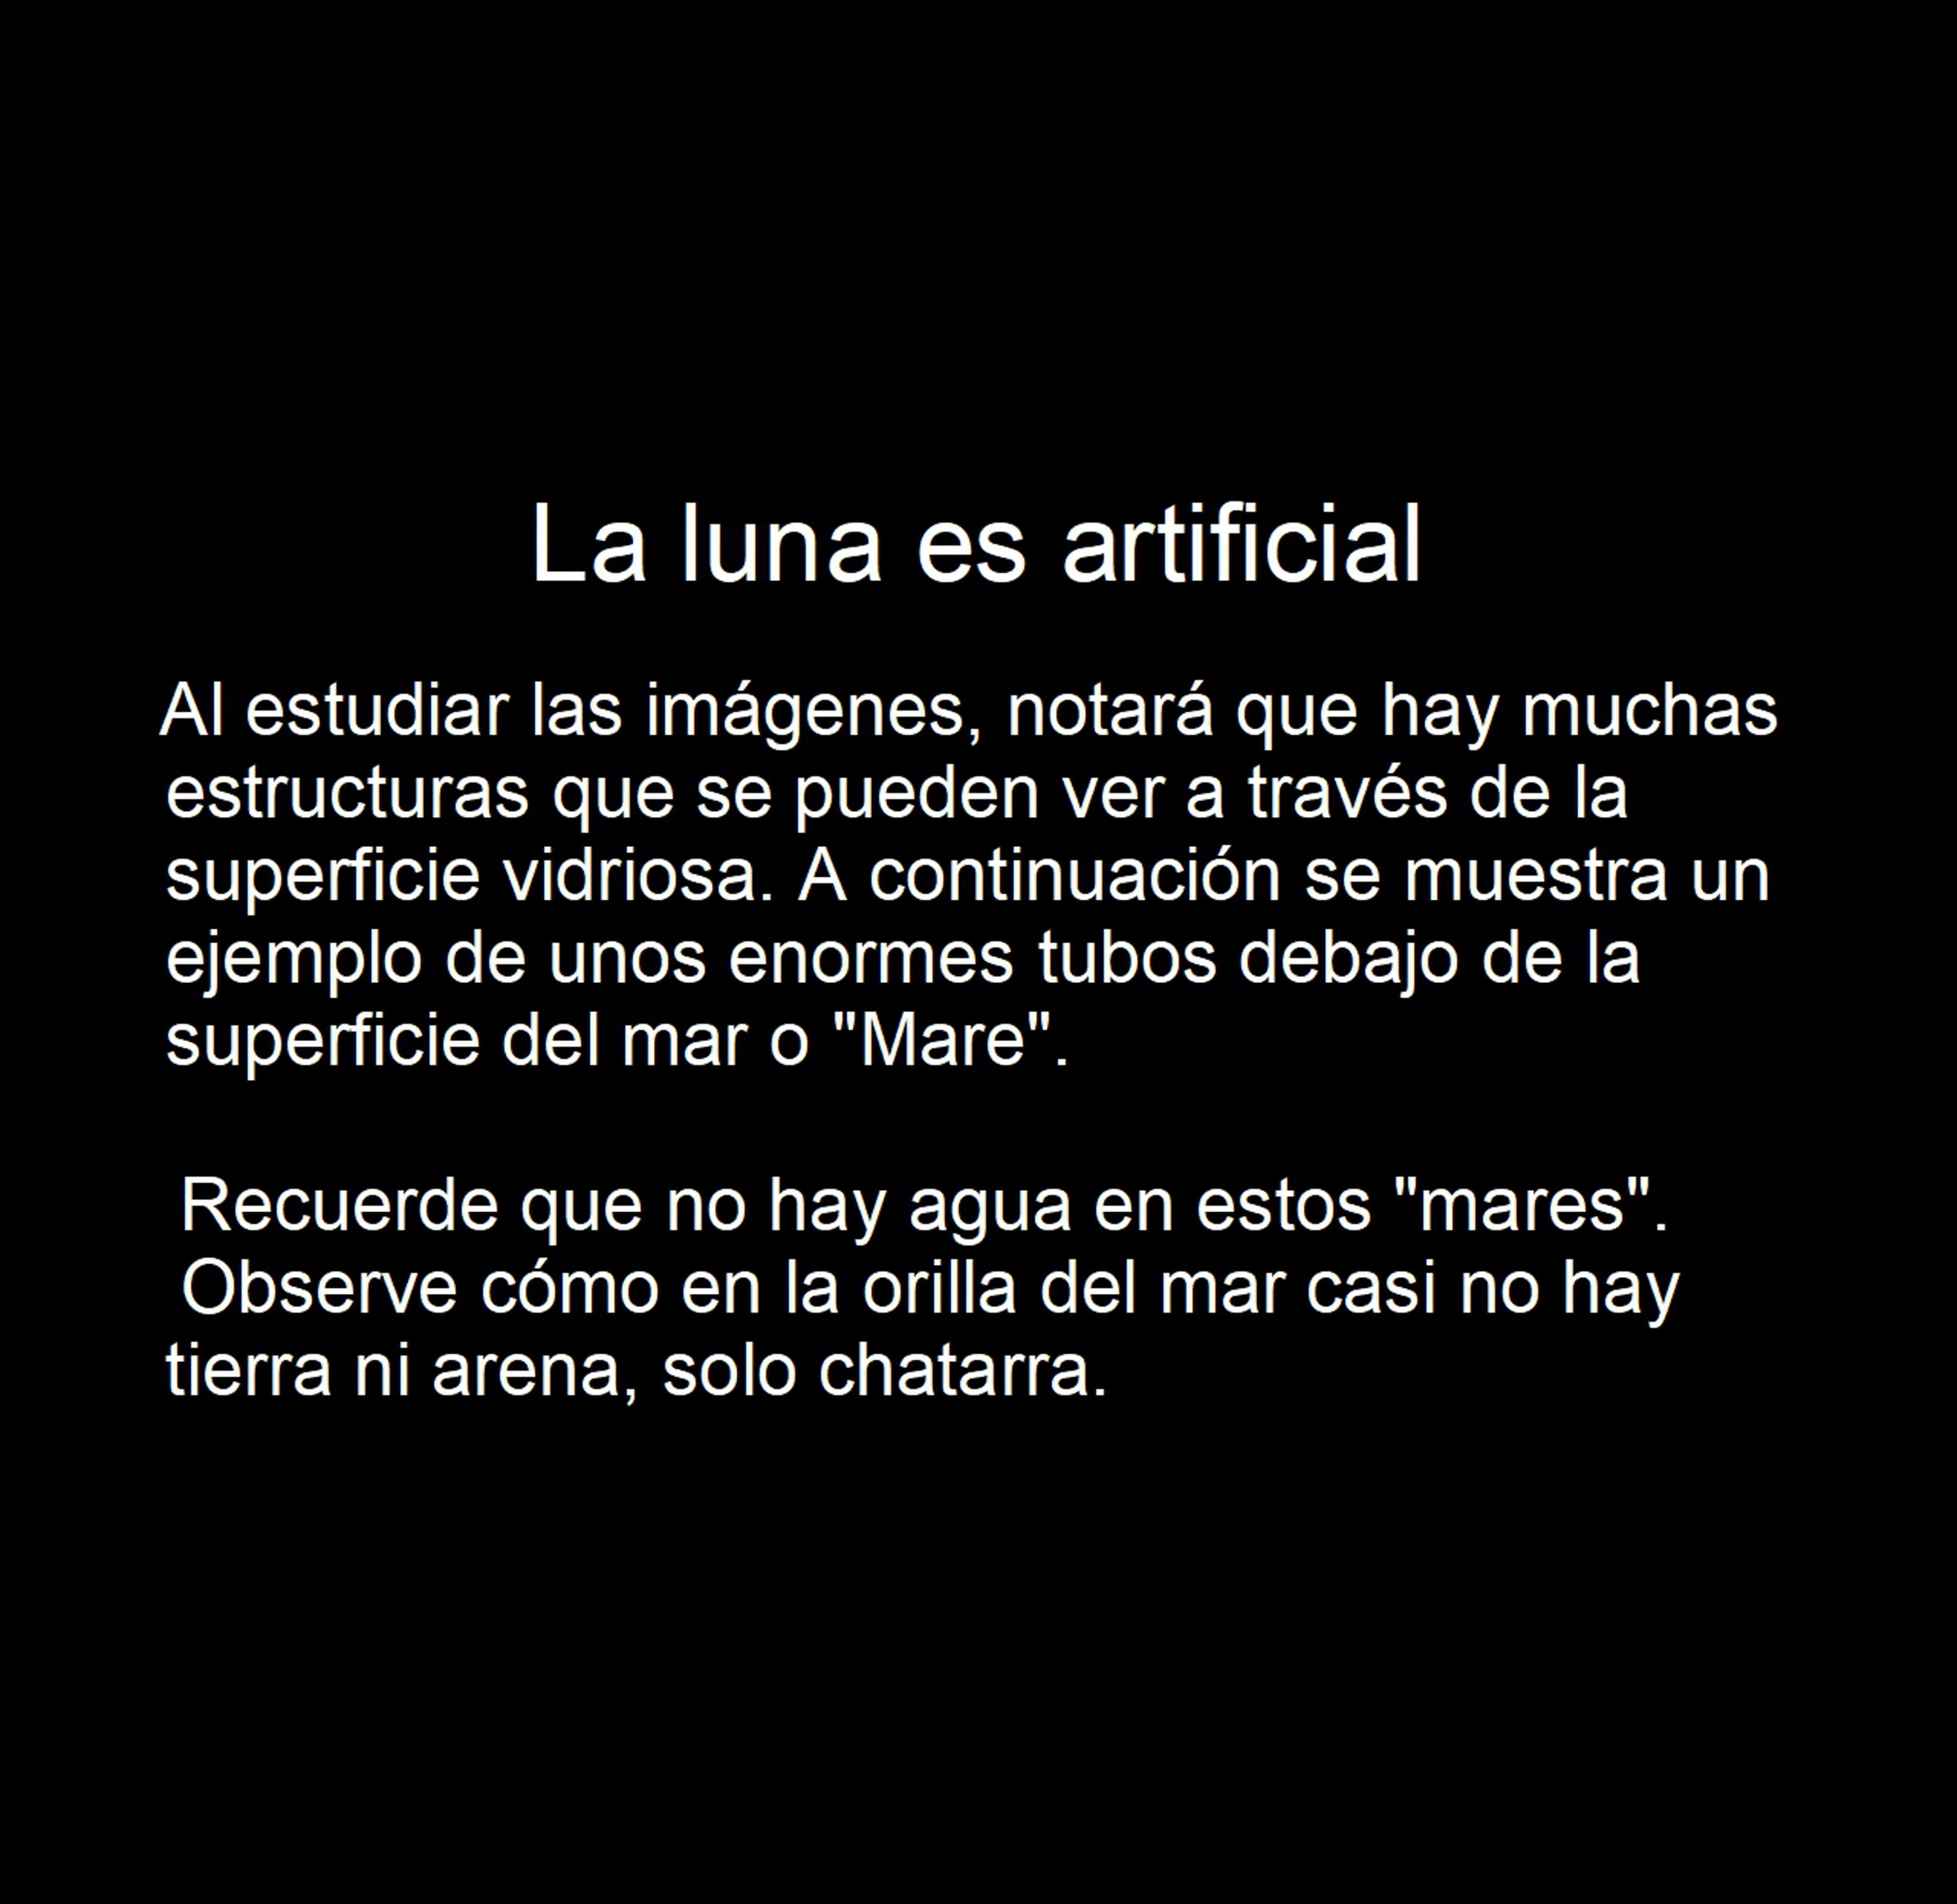 La luna es artificial
Al estudiar las imágenes, notará que hay muchas
estructuras que se pueden ver a través de la
superficie vidriosa. A continuación se muestra un
ejemplo de unos enormes tubos debajo de la
superficie del mar o "Mare".
Recuerde que no hay agua en estos "mares".
Observe cómo en la orilla del mar casi no hay
tierra ni arena, solo chatarra.